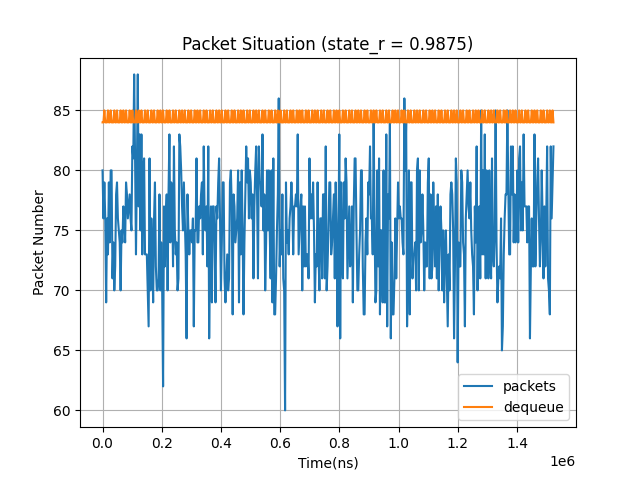 Packet Situation (state_r = 0.9875)
Packet Number
85
80
75
70
65
60
packets
dequeue
0.0 0.2 0.4 0.6 0.8 1.0 1.2 1.4
Time(ns)
1e6